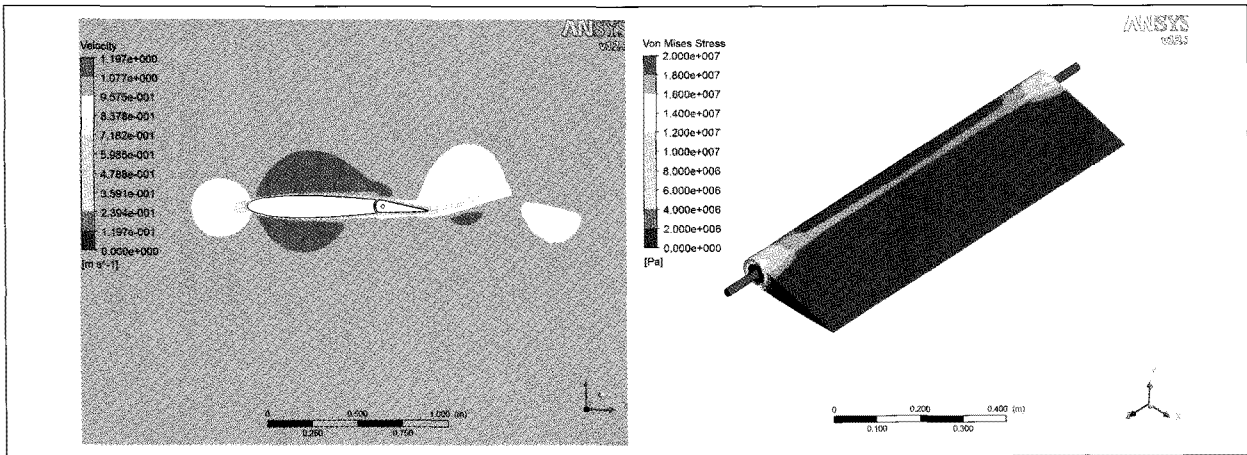 ANSYS
Velocity
1.197e+000
1.077e+000
9.575e-001
8.378e-001
7.182e-001
5.985e-001
4.788e-001
3.591e-001
2.394e-001
1.197e-001
0.000e+000
[m s^-1]
0 0.500 1.000 (m)
0.250 0.750
ANSYS
Von Mises Stress
2.000e+007
1.800e+007
1.600e+007
1.400e+007
1.200e+007
1.000e+007
8.000e+006
6.000e+006
4.000e+006
2.000e+006
0.000e+000
[Pa]
0 0.200 0.400 (m)
0.100 0.300